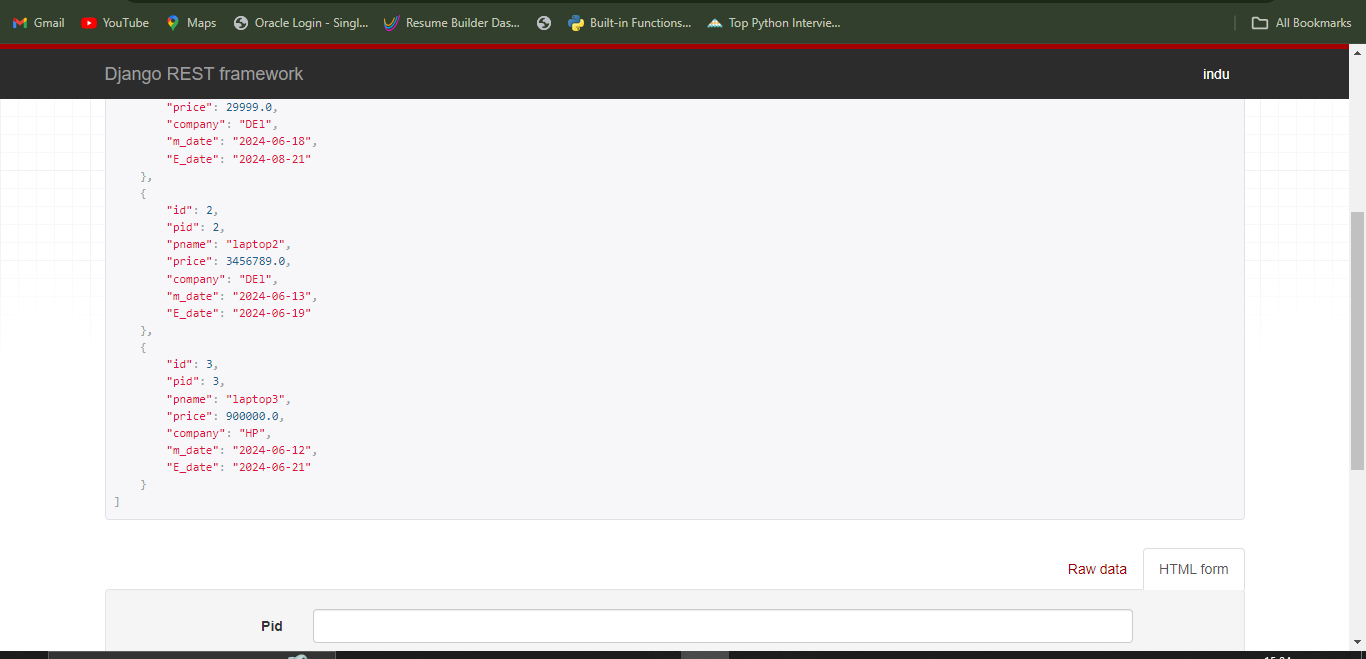 Gmail YouTube Maps Oracle Login - Singl... Resume Builder Das... Built-in Functions... Top Python Intervie... All Bookmarks
Django REST framework indu
"price": 29999.0,
"company": "DEl",
"m_date": "2024-06-18",
"E_date": "2024-08-21"
},
{
"id": 2,
"pid": 2,
"pname": "laptop2",
"price": 3456789.0,
"company": "DEl",
"m_date": "2024-06-13",
"E_date": "2024-06-19"
},
{
"id": 3,
"pid": 3,
"pname": "laptop3",
"price": 900000.0,
"company": "HP",
"m_date": "2024-06-12",
"E_date": "2024-06-21"
}
]
Raw data HTML form
Pid